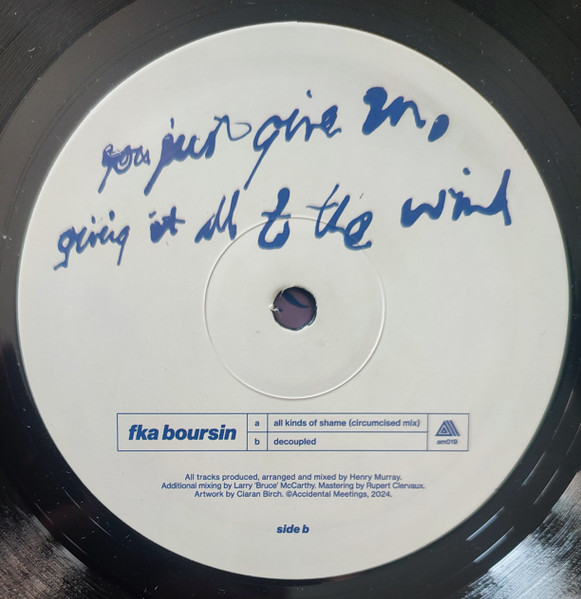 you just give in,
giving it all to the wind
fka boursin
a all kinds of shame (circumcised mix)
b decoupled
am019
All tracks produced, arranged and mixed by Henry Murray.
Additional mixing by Larry 'Bruce' McCarthy. Mastering by Rupert Clervaux.
Artwork by Ciaran Birch. ©Accidental Meetings, 2024.
side b